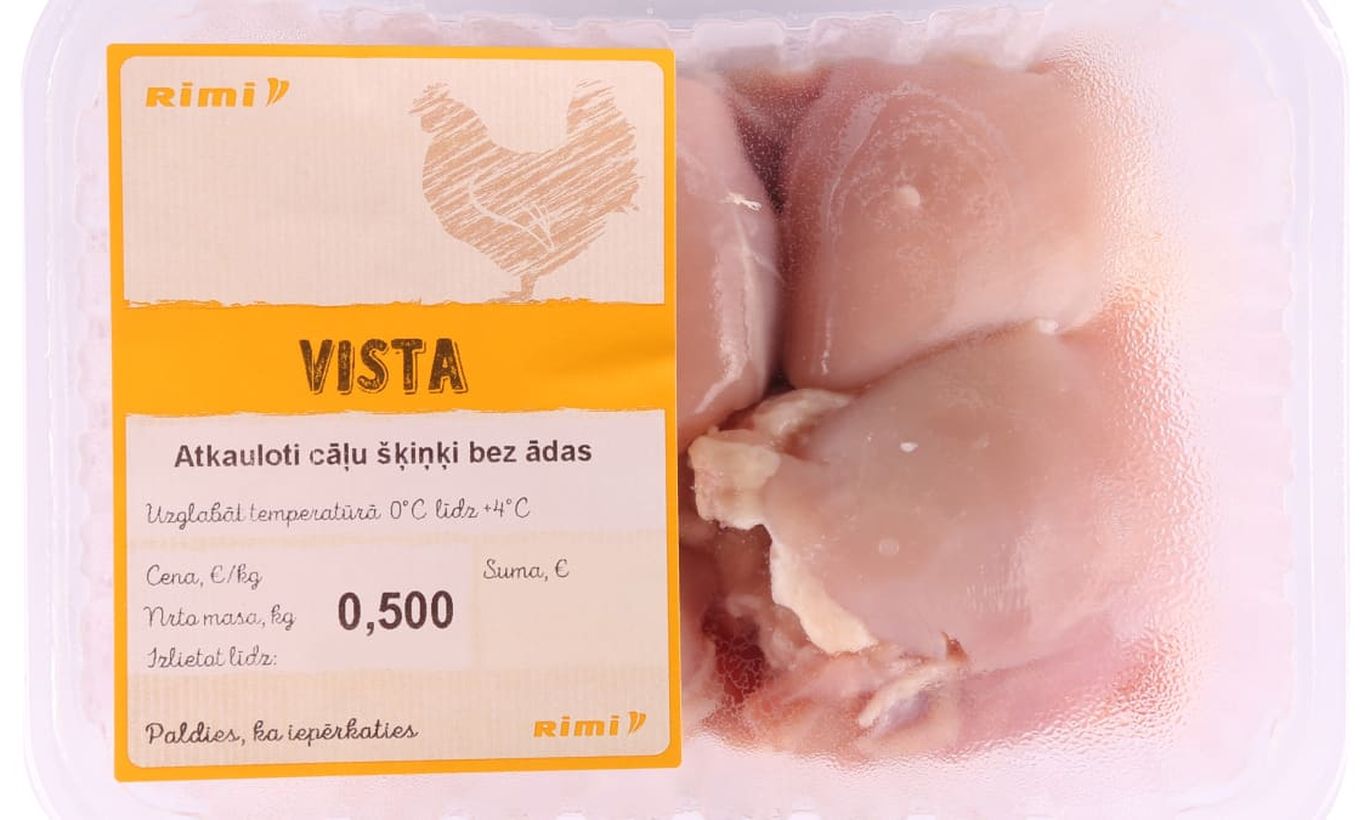 Rimi
VISTA
Atkauloti cāļu šķiņķi bez ādas
Uzglabāt temperatūrā 0°C līdz +4°C
Cena, €/kg
Suma, €
Nrto masa, kg 0,500
Izlietot līdz:
Paldies, ka iepērkaties
Rimi